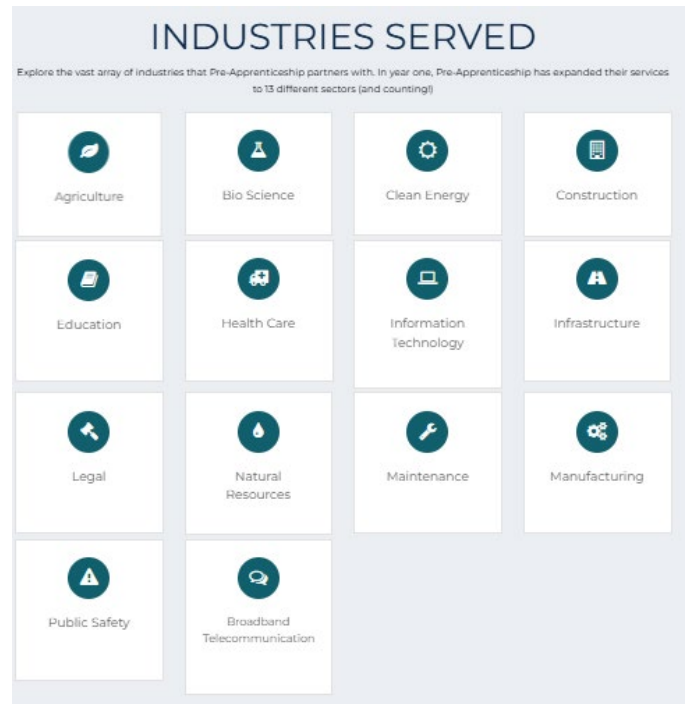 INDUSTRIES SERVED
Explore the vast array of industries that Pre-Apprenticeship partners with. In year one, Pre-Apprenticeship has expanded their services
to 13 different sectors (and counting!)
Agriculture
Bio Science
Clean Energy
Construction
Education
Health Care
Information
Technology
Infrastructure
Legal
Natural
Resources
Maintenance
Manufacturing
Public Safety
Broadband
Telecommunication